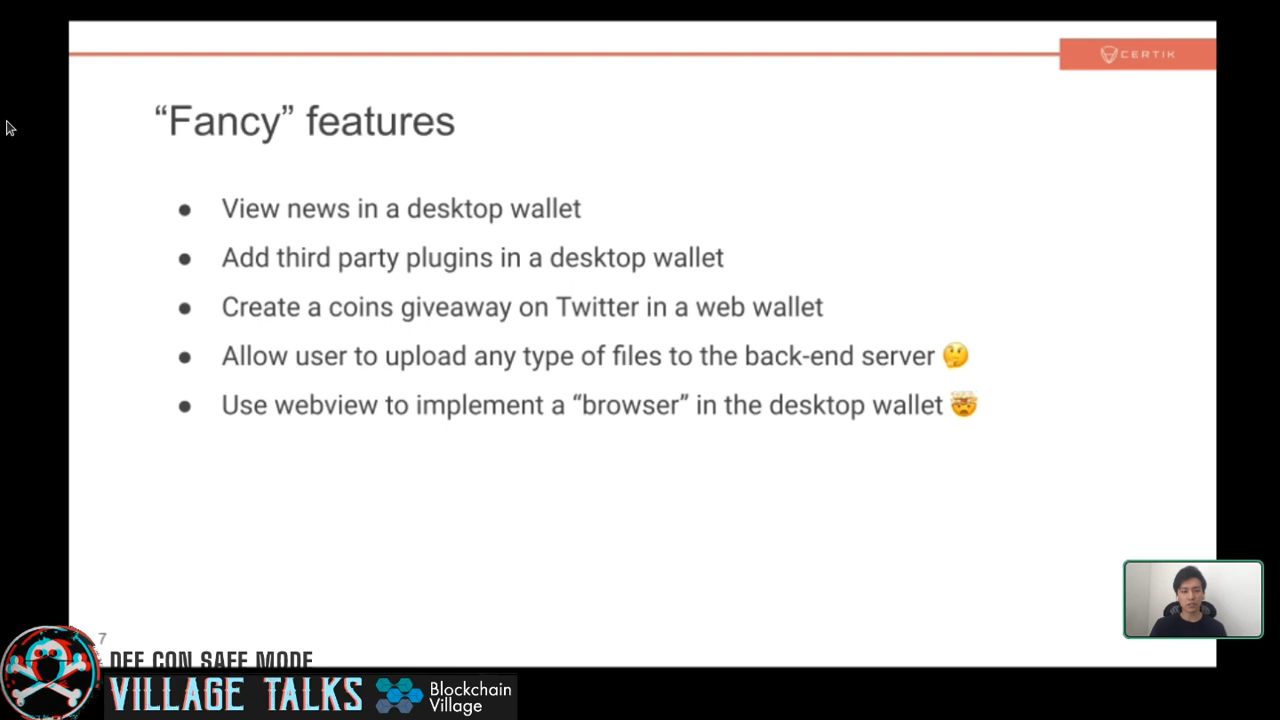 CERTIK
“Fancy” features
● View news in a desktop wallet
● Add third party plugins in a desktop wallet
● Create a coins giveaway on Twitter in a web wallet
● Allow user to upload any type of files to the back-end server 🤔
● Use webview to implement a “browser” in the desktop wallet 🤯
7
DEF CON SAFE MODE
VILLAGE TALKS
Blockchain
Village